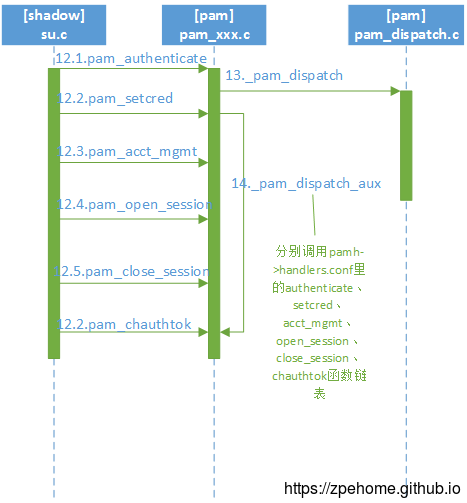 [shadow]
su.c
[pam]
pam_xxx.c
[pam]
pam_dispatch.c
12.1.pam_authenticate
13._pam_dispatch
12.2.pam_setcred
12.3.pam_acct_mgmt
14._pam_dispatch_aux
12.4.pam_open_session
分别调用pamh-
>handlers.conf里
的authenticate、
setcred、
acct_mgmt、
open_session、
close_session、
chauthtok函数链
表
12.5.pam_close_session
12.2.pam_chauthtok
https://zpehome.github.io